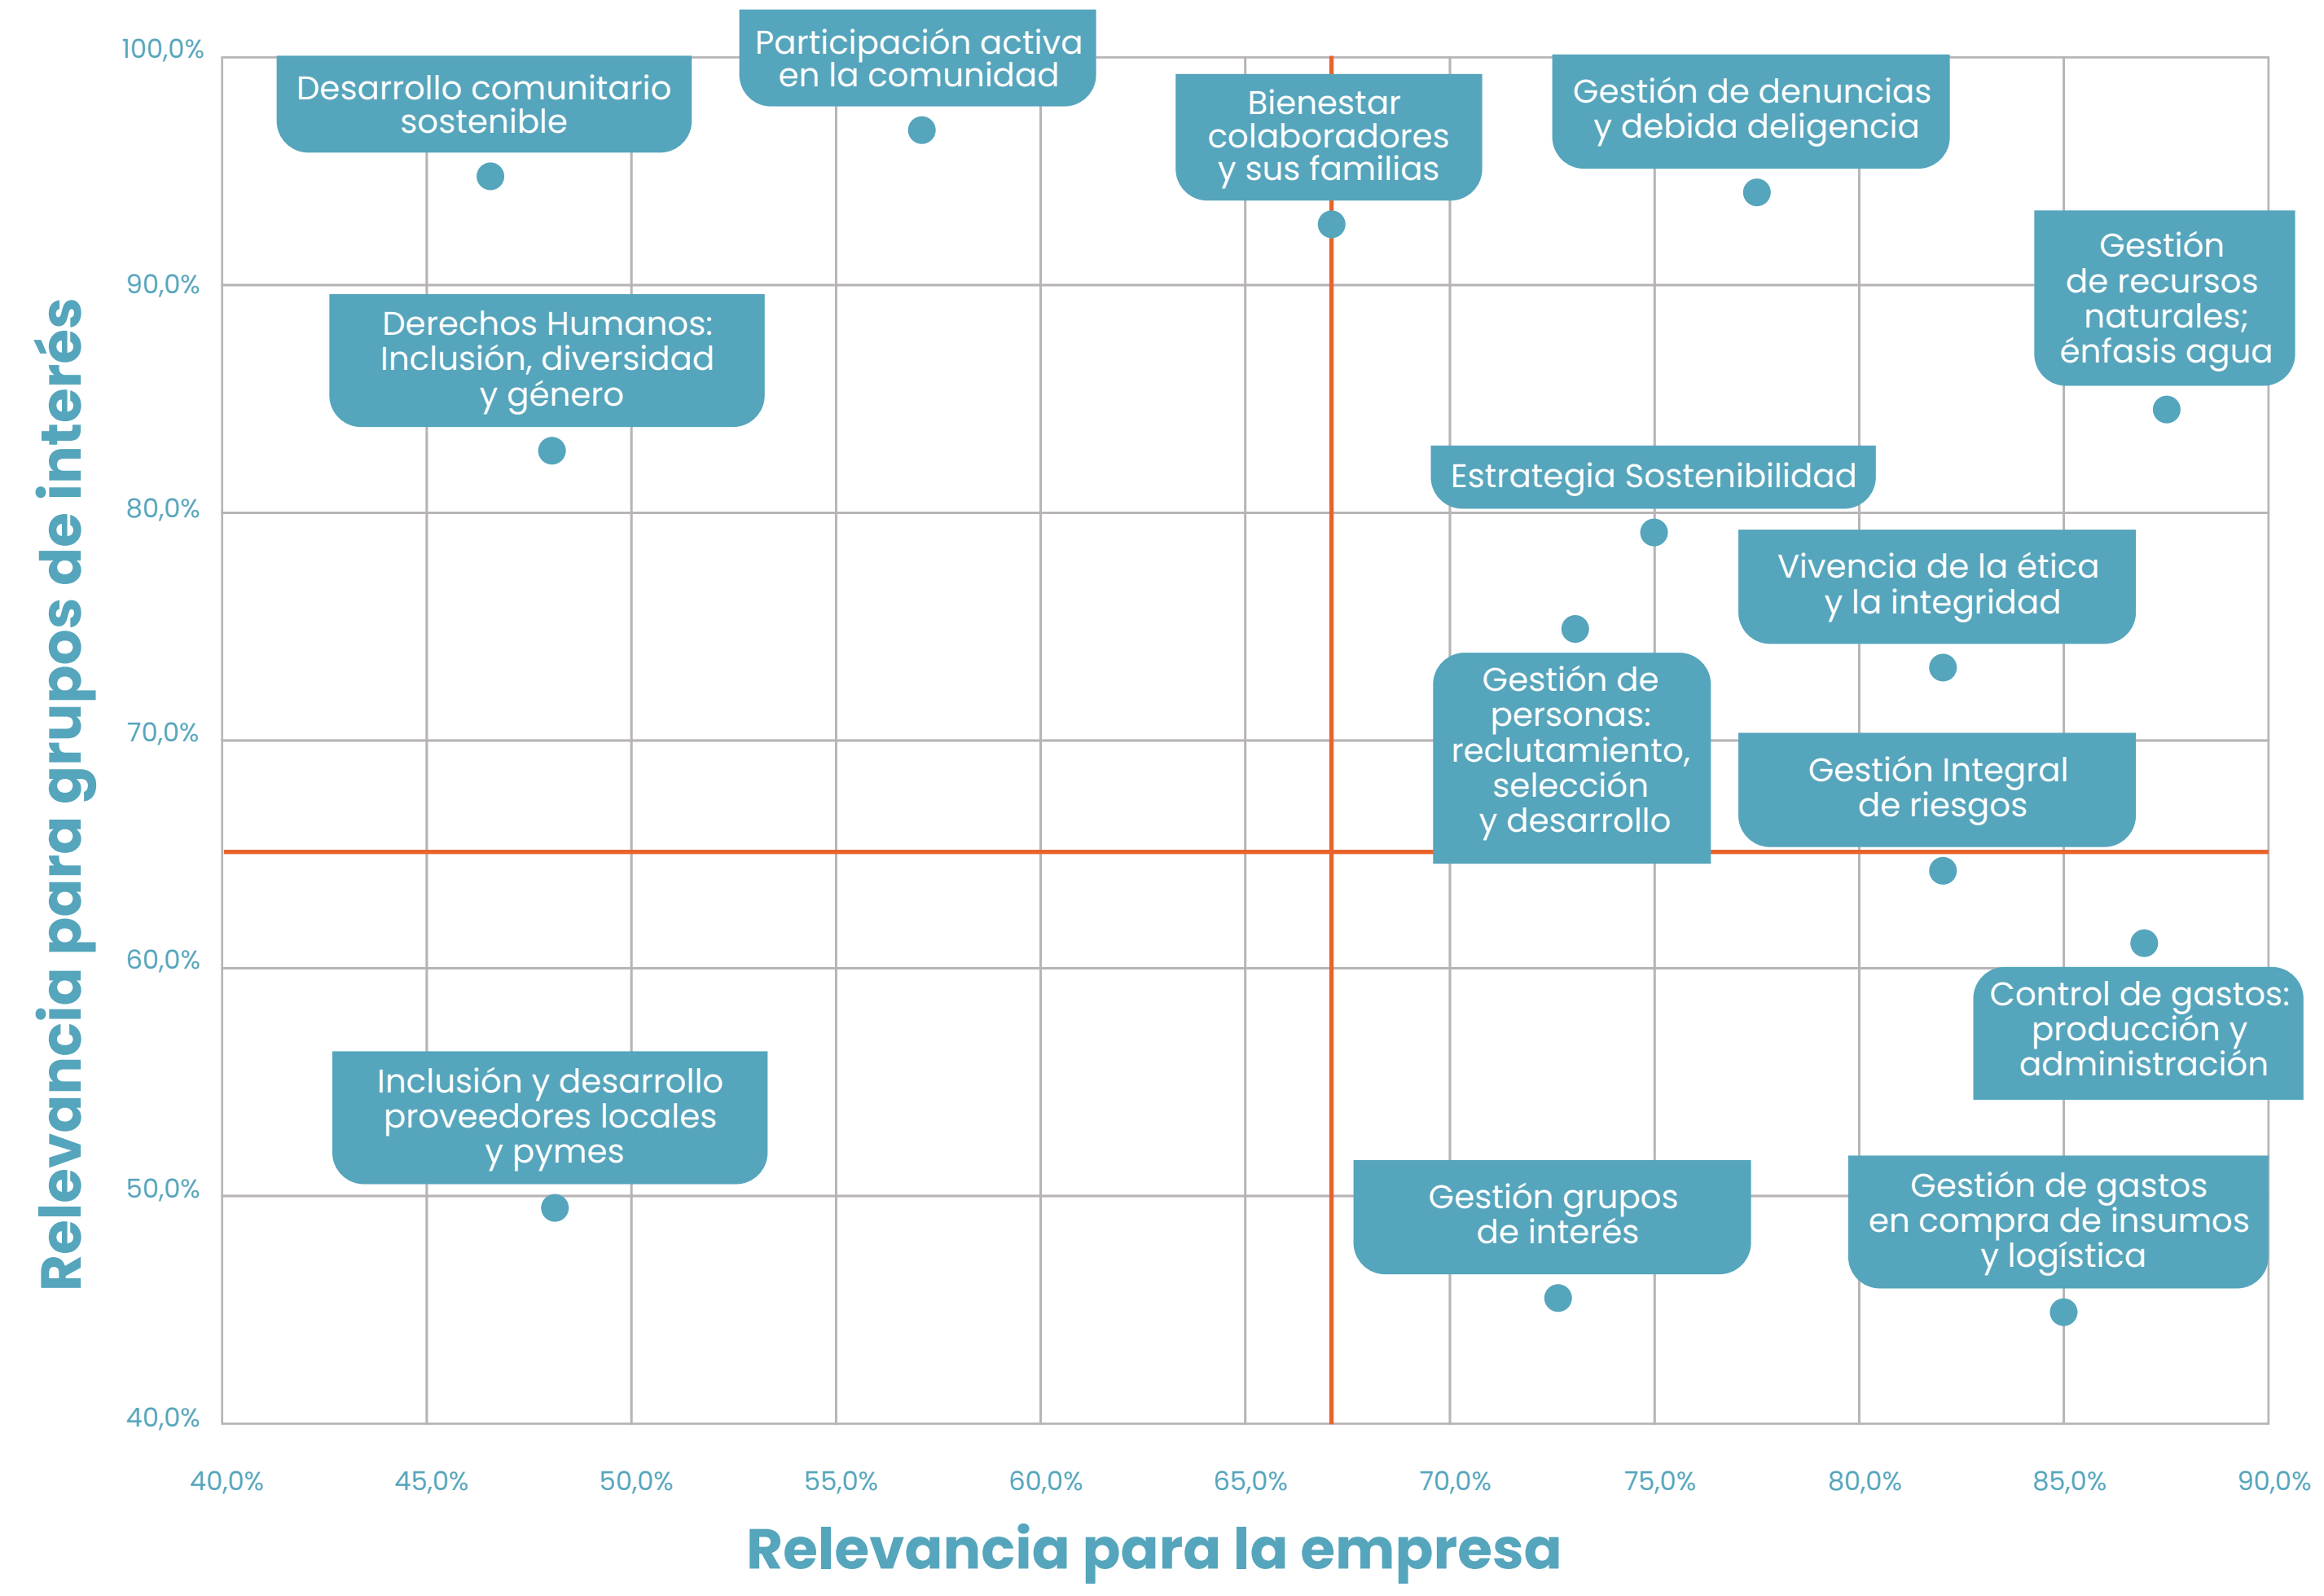 Relevancia para grupos de interés
100,0%
90,0%
80,0%
70,0%
60,0%
50,0%
40,0%
Desarrollo comunitario
sostenible
Participación activa
en la comunidad
Bienestar
colaboradores
y sus familias
Gestión de denuncias
y debida deligencia
Gestión
de recursos
naturales;
énfasis agua
Derechos Humanos:
Inclusión, diversidad
y género
Estrategia Sostenibilidad
Vivencia de la ética
y la integridad
Gestión de
personas:
reclutamiento,
selección
y desarrollo
Gestión Integral
de riesgos
Control de gastos:
producción y
administración
Inclusión y desarrollo
proveedores locales
y pymes
Gestión grupos
de interés
Gestión de gastos
en compra de insumos
y logística
40,0%
45,0%
50,0%
55,0%
60,0%
65,0%
70,0%
75,0%
80,0%
85,0%
90,0%
Relevancia para la empresa